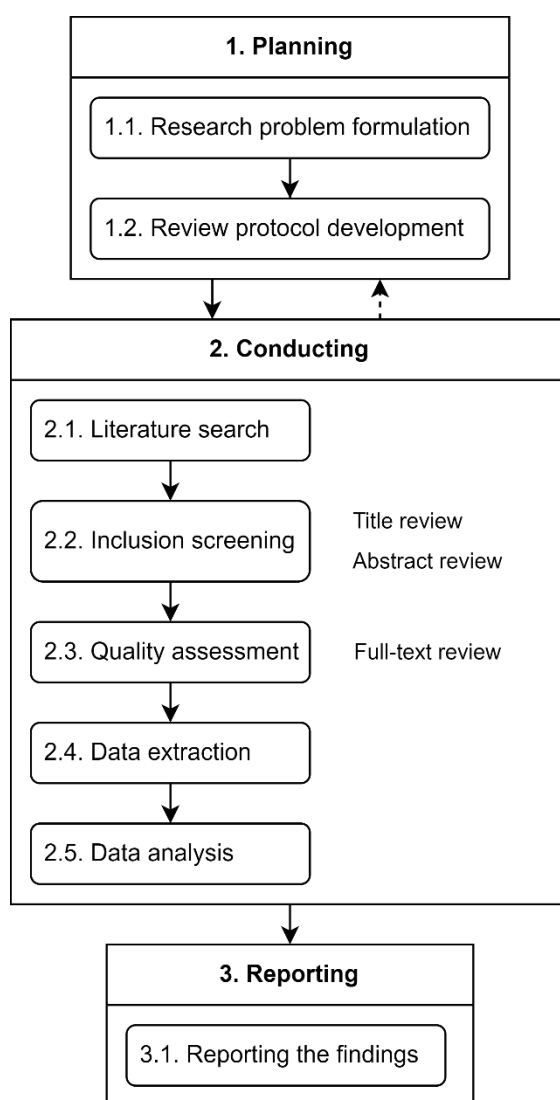 1. Planning
1.1. Research problem formulation
1.2. Review protocol development
2. Conducting
2.1. Literature search
2.2. Inclusion screening
Title review
Abstract review
2.3. Quality assessment
Full-text review
2.4. Data extraction
2.5. Data analysis
3. Reporting
3.1. Reporting the findings